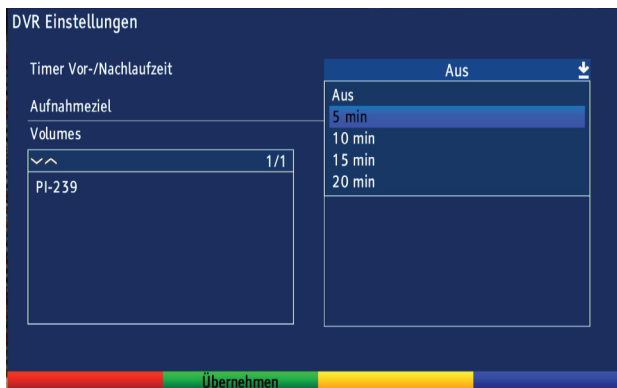 DVR Einstellungen
Timer Vor-/Nachlaufzeit Aus
Aufnahmeziel
Aus
5 min
10 min
15 min
20 min
Volumes
1/1
PI-239
Übernehmen